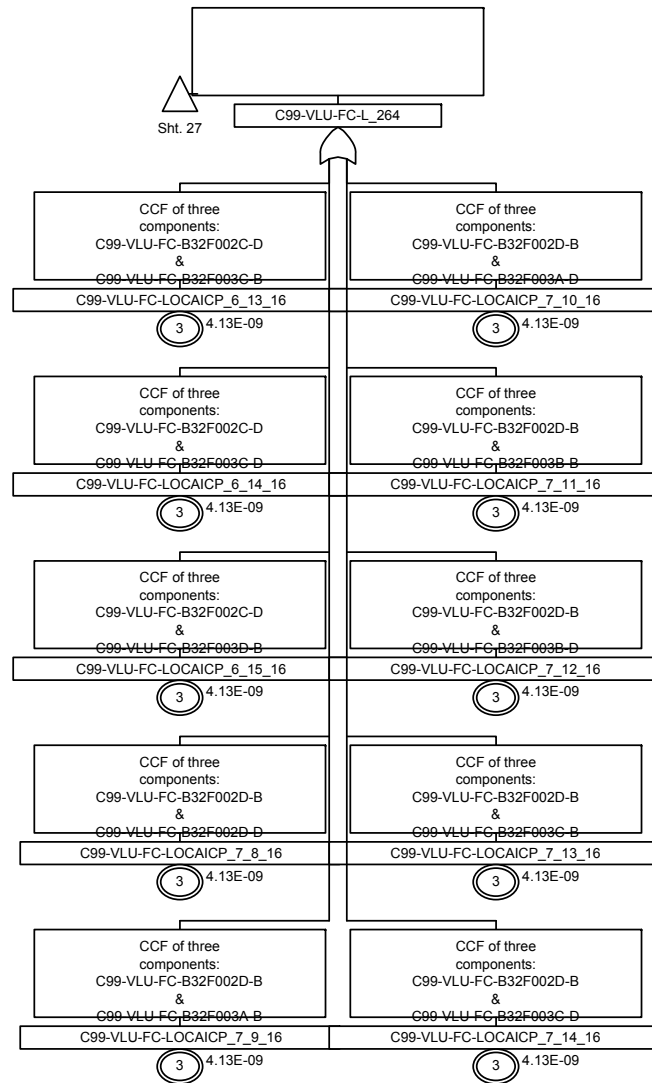 C99-VLU-FC-L_264
Sht. 27
CCF of three
components:
C99-VLU-FC-B32F002C-D
&
C99-VLU-FC-B32F003C-B
C99-VLU-FC-LOCAICP_6_13_16
3
4.13E-09
CCF of three
components:
C99-VLU-FC-B32F002D-B
&
C99-VLU-FC-B32F003A-D
C99-VLU-FC-LOCAICP_7_10_16
3
4.13E-09
CCF of three
components:
C99-VLU-FC-B32F002C-D
&
C99-VLU-FC-B32F003C-D
C99-VLU-FC-LOCAICP_6_14_16
3
4.13E-09
CCF of three
components:
C99-VLU-FC-B32F002D-B
&
C99-VLU-FC-B32F003B-B
C99-VLU-FC-LOCAICP_7_11_16
3
4.13E-09
CCF of three
components:
C99-VLU-FC-B32F002C-D
&
C99-VLU-FC-B32F003D-B
C99-VLU-FC-LOCAICP_6_15_16
3
4.13E-09
CCF of three
components:
C99-VLU-FC-B32F002D-B
&
C99-VLU-FC-B32F003B-D
C99-VLU-FC-LOCAICP_7_12_16
3
4.13E-09
CCF of three
components:
C99-VLU-FC-B32F002D-B
&
C99-VLU-FC-B32F002D-D
C99-VLU-FC-LOCAICP_7_8_16
3
4.13E-09
CCF of three
components:
C99-VLU-FC-B32F002D-B
&
C99-VLU-FC-B32F003C-B
C99-VLU-FC-LOCAICP_7_13_16
3
4.13E-09
CCF of three
components:
C99-VLU-FC-B32F002D-B
&
C99-VLU-FC-B32F003A-B
C99-VLU-FC-LOCAICP_7_9_16
3
4.13E-09
CCF of three
components:
C99-VLU-FC-B32F002D-B
&
C99-VLU-FC-B32F003C-D
C99-VLU-FC-LOCAICP_7_14_16
3
4.13E-09